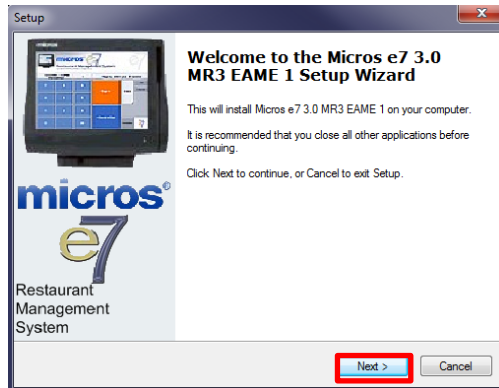 Setup
Welcome to the Micros e7 3.0
MR3 EAME 1 Setup Wizard
This will install Micros e7 3.0 MR3 EAME 1 on your computer.
It is recommended that you close all other applications before
continuing.
Click Next to continue, or Cancel to exit Setup.
micros®
e7
Restaurant
Management
System
Next >
Cancel